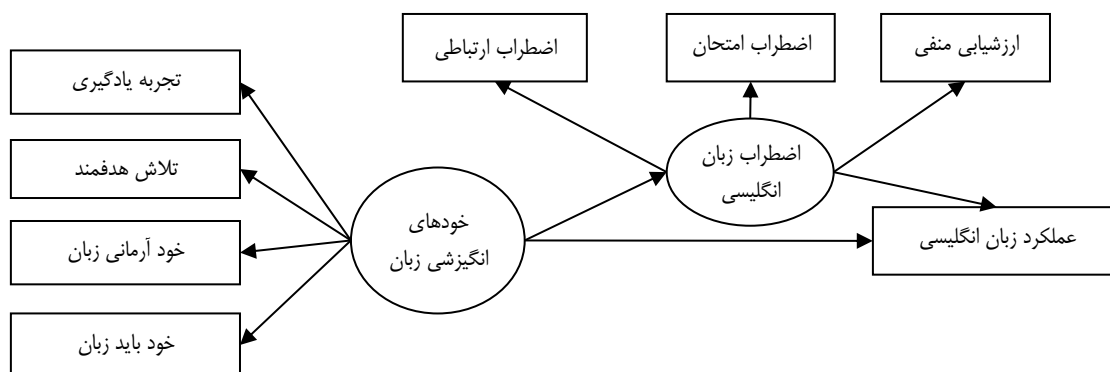 ارزشیابی منفی
اضطراب امتحان
اضطراب ارتباطی
تجربه یادگیری
اضطراب زبان
انگلیسی
تلاش هدفمند
خودهای
انگیزشی زبان
عملکرد زبان انگلیسی
خود آرمانی زبان
خود باید زبان